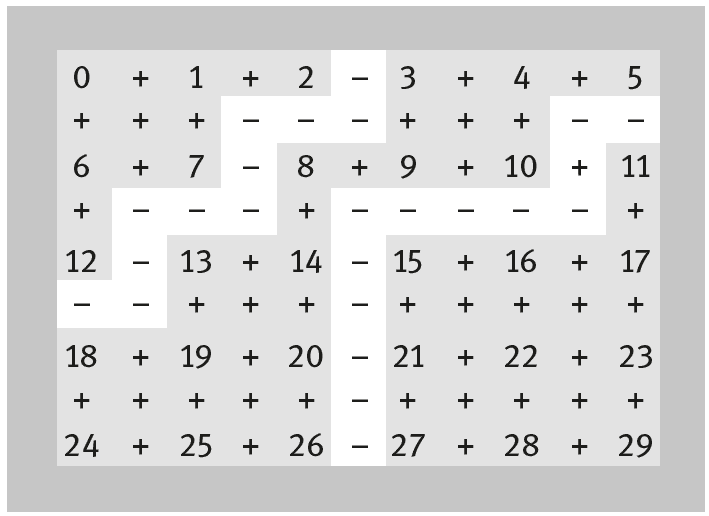 0 + 1 + 2 – 3 + 4 + 5
+ + + – – – + + + – –
6 + 7 – 8 + 9 + 10 + 11
+ – – – + – – – – – +
12 – 13 + 14 – 15 + 16 + 17
– – + + + – + + + + +
18 + 19 + 20 – 21 + 22 + 23
+ + + + + – + + + + +
24 + 25 + 26 – 27 + 28 + 29